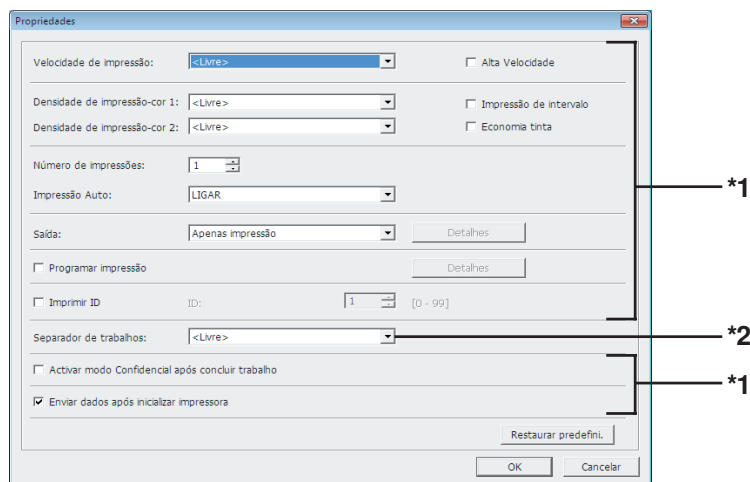 Propriedades
Velocidade de impressão: <Livre> Alta Velocidade
Densidade de impressão-cor 1: <Livre> Impressão de intervalo
Densidade de impressão-cor 2: <Livre> Economia tinta
Número de impressões: 1
*1
Impressão Auto: LIGAR
Saída: Apenas impressão Detalhes
Programar impressão Detalhes
Imprimir ID ID: 1 [0 - 99]
Separador de trabalhos: <Livre> *2
Activar modo Confidencial após concluir trabalho
*1
Enviar dados após inicializar impressora
Restaurar predefini.
OK Cancelar